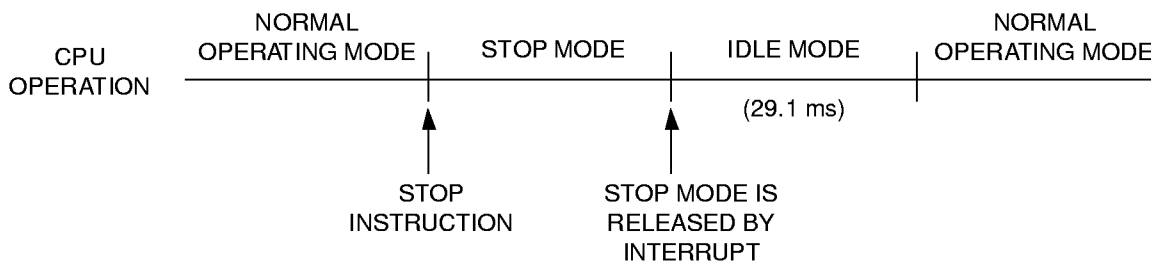 NORMAL
OPERATING MODE
STOP MODE
IDLE MODE
NORMAL
OPERATING MODE
CPU
OPERATION
(29.1 ms)
STOP
INSTRUCTION
STOP MODE IS
RELEASED BY
INTERRUPT